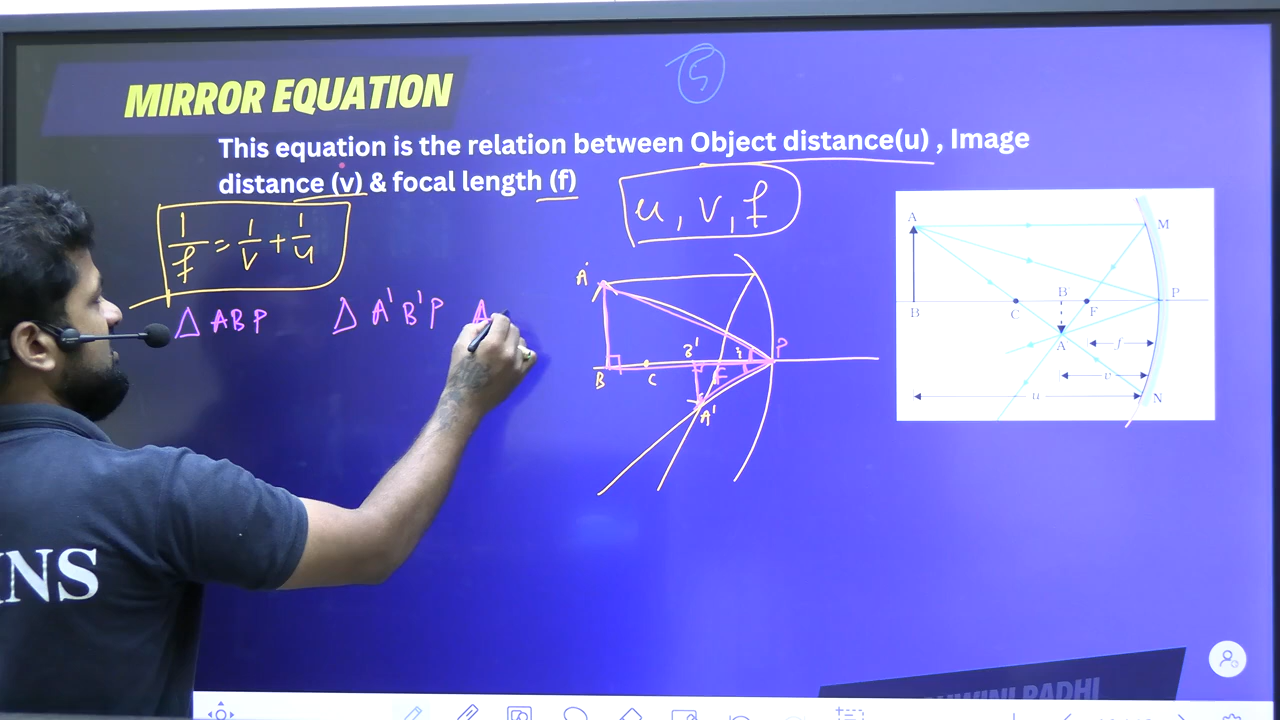 5
MIRROR EQUATION
This equation is the relation between Object distance(u) , Image
distance (v) & focal length (f)
u, v, f
1/f = 1/v + 1/u
Δ ABP Δ A'B'P A
A
B
C
B'
F
i
P
A'
A
M
B
C
B'
F
P
A'
f
v
u
N
INS